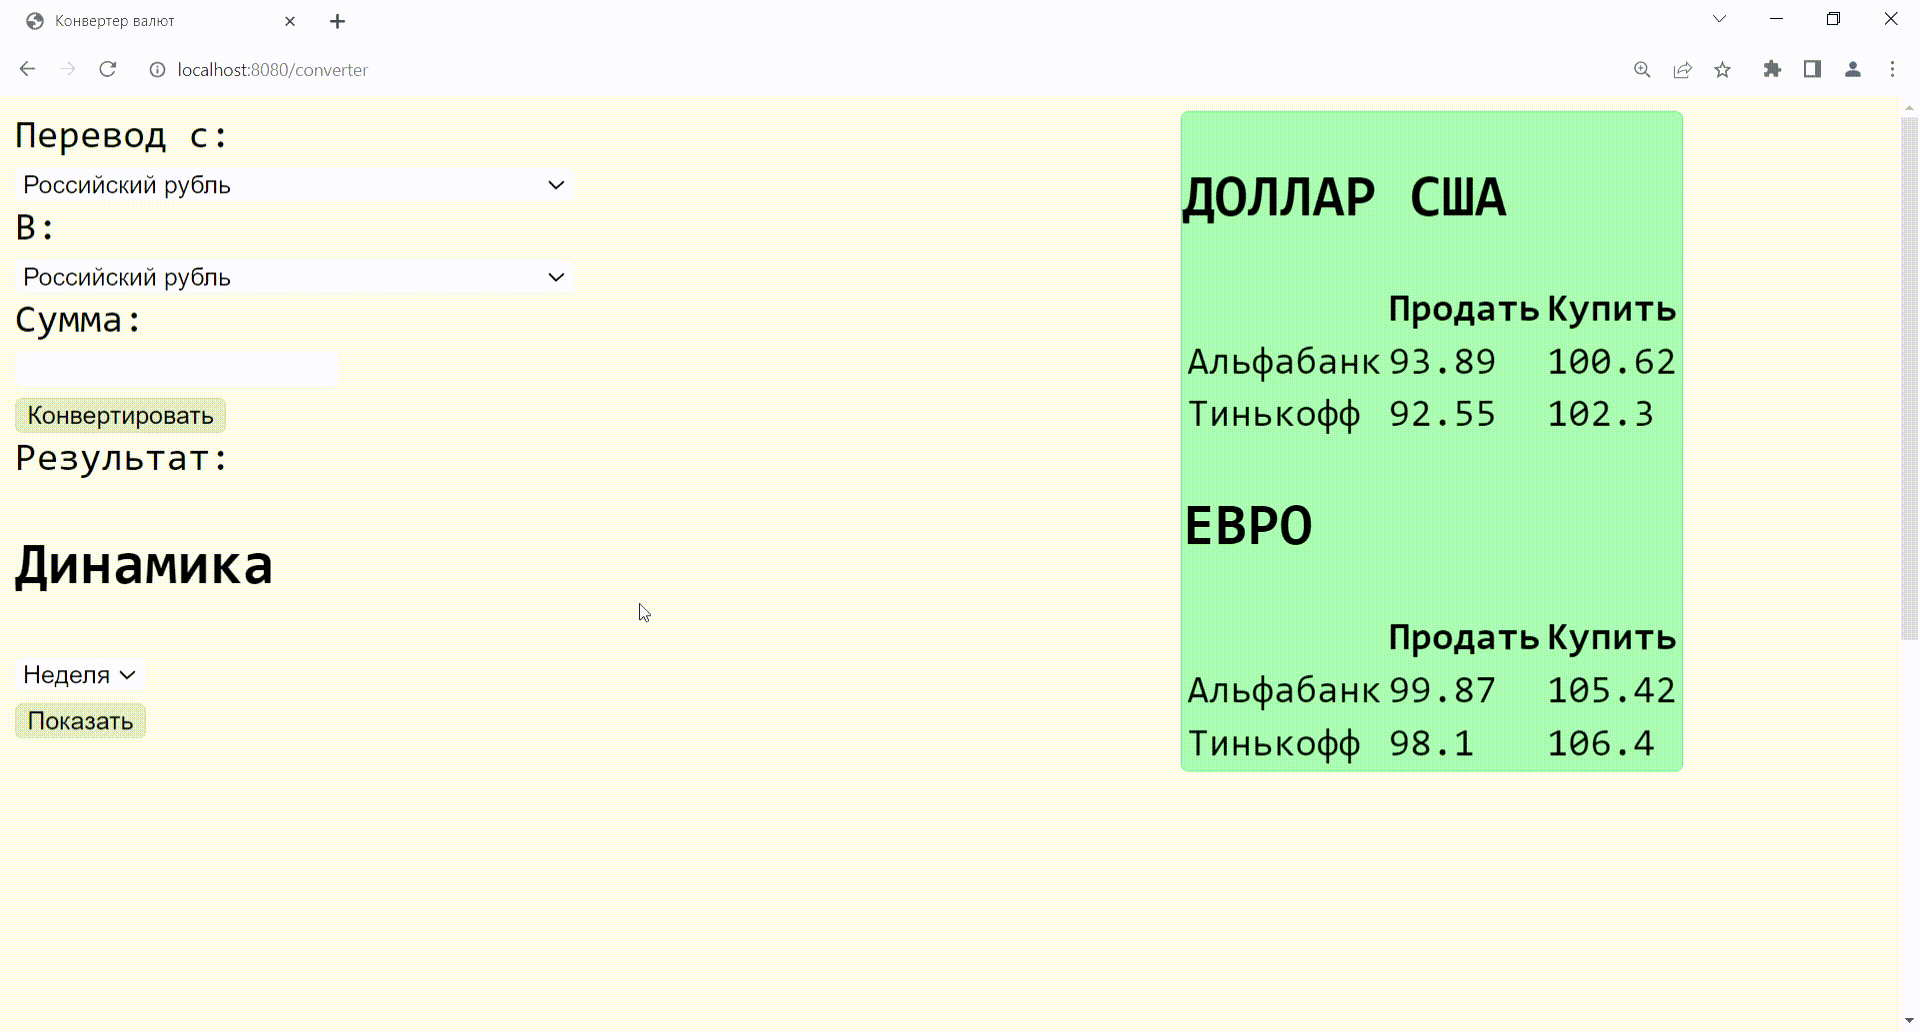 Конвертер валют
localhost:8080/converter
Перевод с:
Российский рубль
В:
Российский рубль
Сумма:
Конвертировать
Результат:
Динамика
Неделя
Показать
ДОЛЛАР США
Продать Купить
Альфабанк 93.89 100.62
Тинькофф 92.55 102.3
ЕВРО
Продать Купить
Альфабанк 99.87 105.42
Тинькофф 98.1 106.4